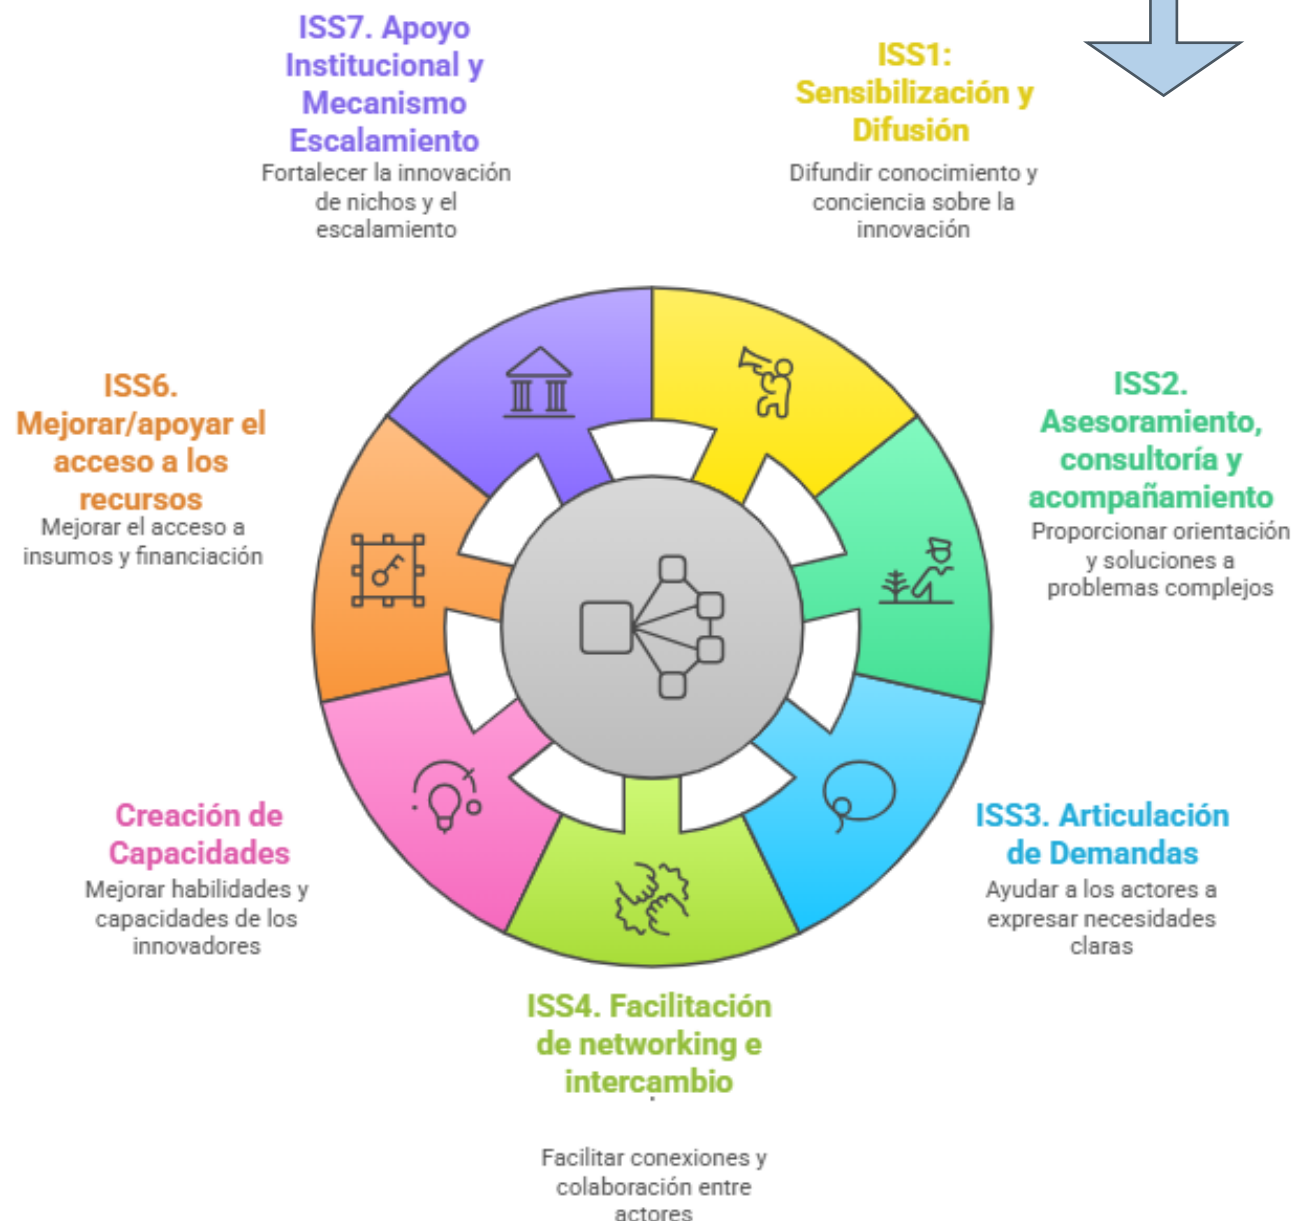 ISS7. Apoyo
Institucional y
Mecanismo
Escalamiento
Fortalecer la innovación
de nichos y el
escalamiento
ISS1:
Sensibilización y
Difusión
Difundir conocimiento y
conciencia sobre la
innovación
ISS6.
Mejorar/apoyar el
acceso a los
recursos
Mejorar el acceso a
insumos y financiación
ISS2.
Asesoramiento,
consultoría y
acompañamiento
Proporcionar orientación
y soluciones a
problemas complejos
Creación de
Capacidades
Mejorar habilidades y
capacidades de los
innovadores
ISS3. Articulación
de Demandas
Ayudar a los actores a
expresar necesidades
claras
ISS4. Facilitación
de networking e
intercambio
.
Facilitar conexiones y
colaboración entre
actores